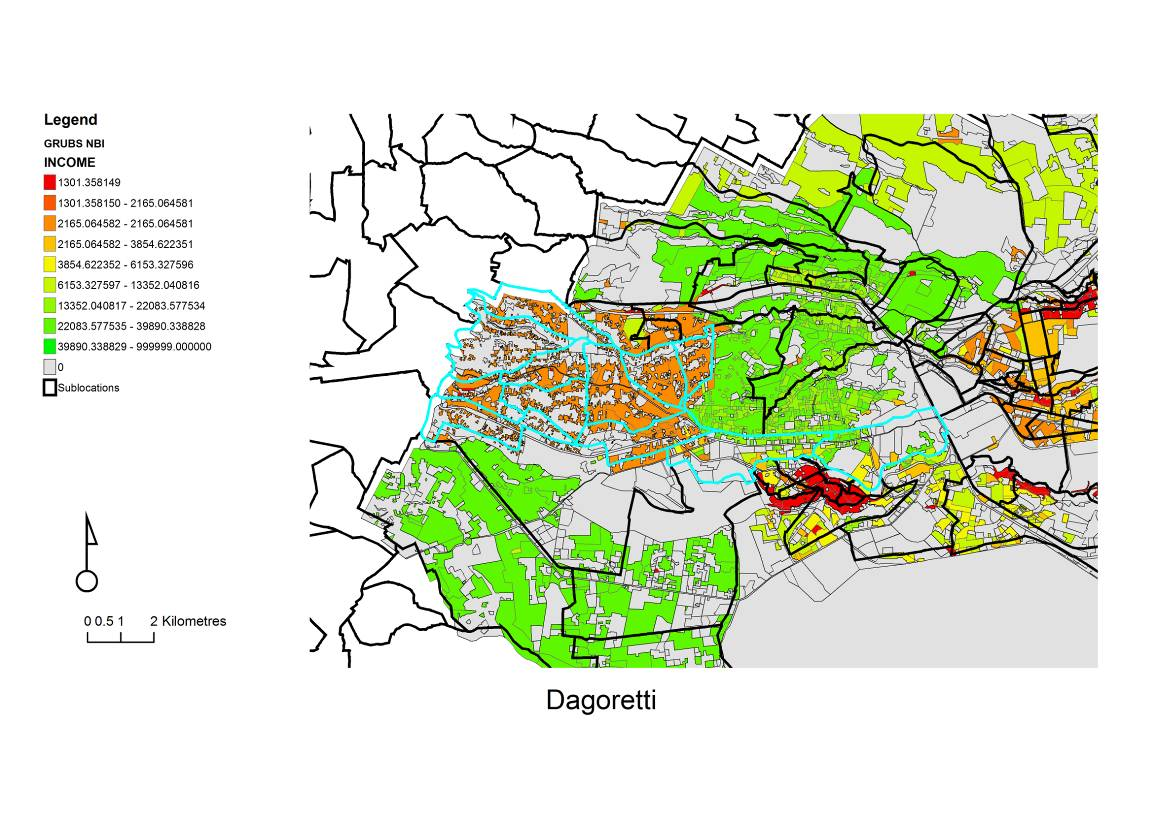 Legend
GRUBS NBI
INCOME
1301.358149
1301.358150 - 2165.064581
2165.064582 - 2165.064581
2165.064582 - 3854.622351
3854.622352 - 6153.327596
6153.327597 - 13352.040816
13352.040817 - 22083.577534
22083.577535 - 39890.338828
39890.338829 - 999999.000000
0
Sublocations
0 0.5 1 2 Kilometres
Dagoretti